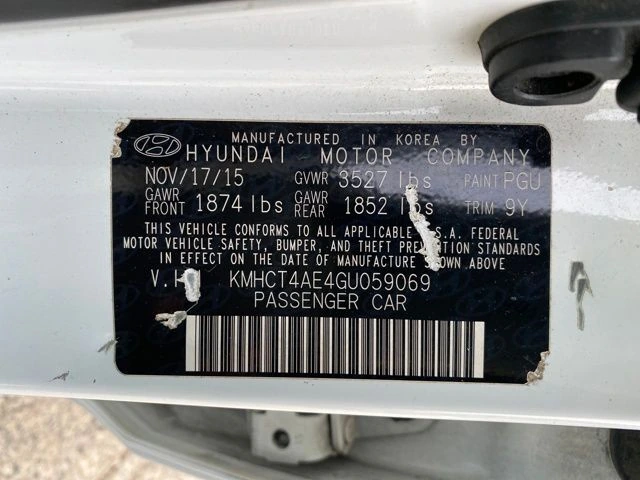 MANUFACTURED IN KOREA BY
HYUNDAI MOTOR COMPANY
NOV/17/15 GVWR 3527 lbs PAINT PGU
GAWR FRONT 1874 lbs GAWR REAR 1852 lbs TRIM 9Y
THIS VEHICLE CONFORMS TO ALL APPLICABLE U.S.A. FEDERAL
MOTOR VEHICLE SAFETY, BUMPER, AND THEFT PREVENTION STANDARDS
IN EFFECT ON THE DATE OF MANUFACTURE SHOWN ABOVE
V.I KMHCT4AE4GU059069
PASSENGER CAR